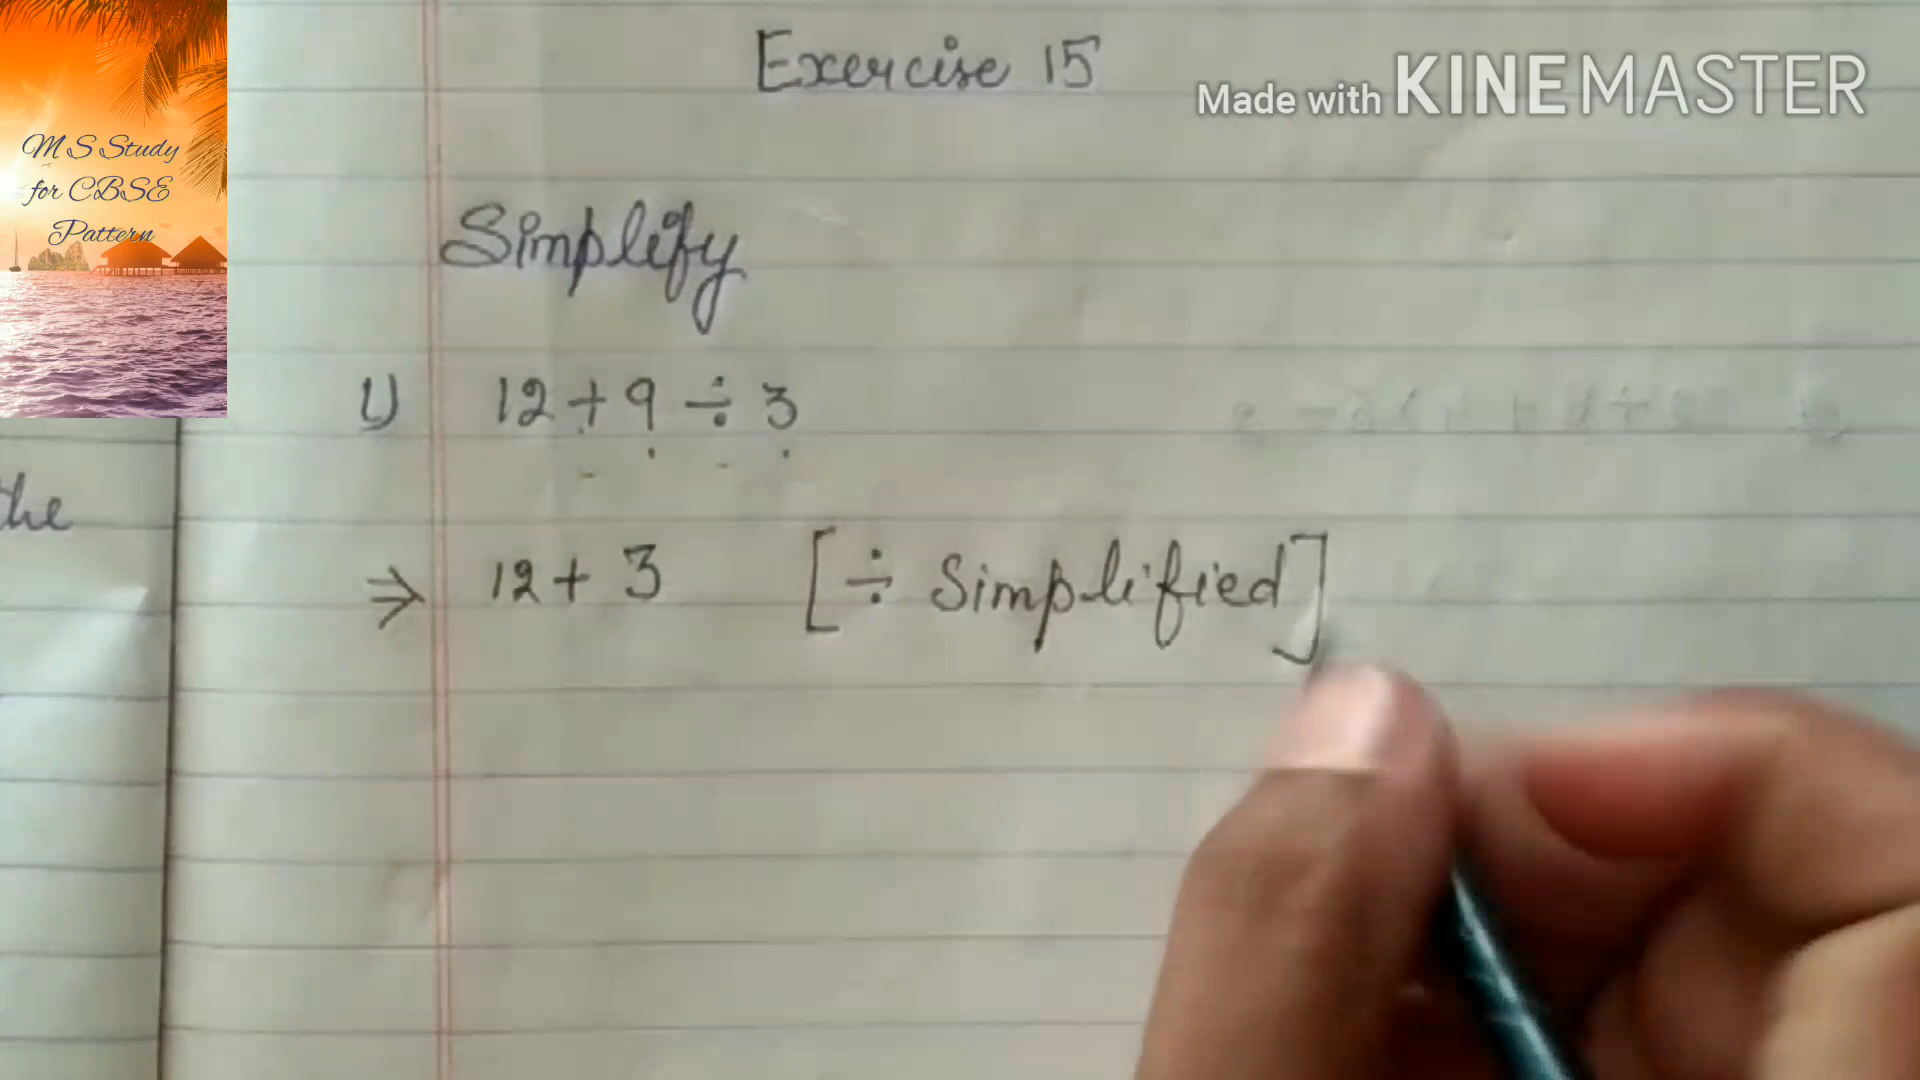 Exercise 15
Made with KINEMASTER
M S Study
for CBSE
Pattern
Simplify
1) 12 + 9 ÷ 3
the
⇒ 12 + 3 [÷ Simplified]